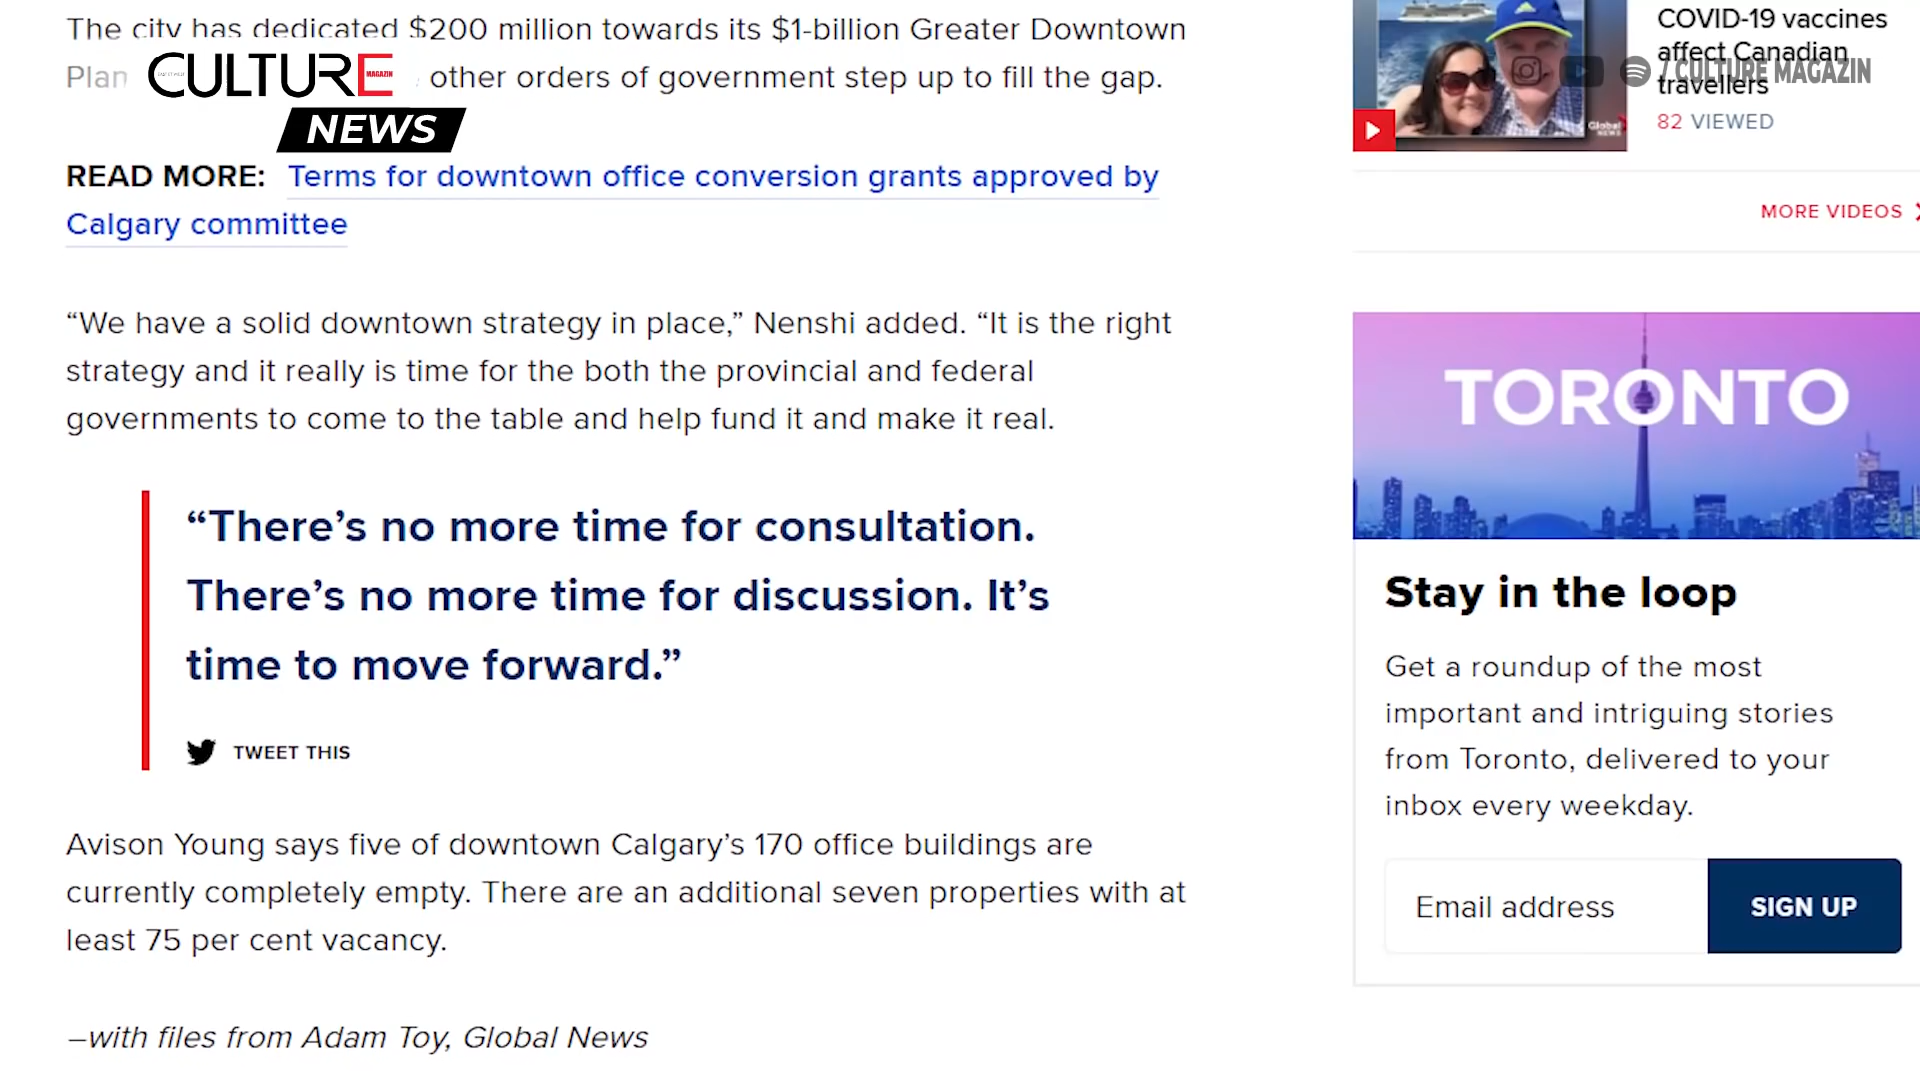 The city has dedicated $200 million towards its $1-billion Greater Downtown
Plan other orders of government step up to fill the gap.
CULTURE
MAGAZIN
NEWS
READ MORE: Terms for downtown office conversion grants approved by
Calgary committee
“We have a solid downtown strategy in place,” Nenshi added. “It is the right
strategy and it really is time for the both the provincial and federal
governments to come to the table and help fund it and make it real.
“There’s no more time for consultation.
There’s no more time for discussion. It’s
time to move forward.”
TWEET THIS
Avison Young says five of downtown Calgary’s 170 office buildings are
currently completely empty. There are an additional seven properties with at
least 75 per cent vacancy.
–with files from Adam Toy, Global News
COVID-19 vaccines
affect Canadian
travellers
/ CULTURE MAGAZIN
82 VIEWED
Global
NEWS
MORE VIDEOS
TORONTO
Stay in the loop
Get a roundup of the most
important and intriguing stories
from Toronto, delivered to your
inbox every weekday.
Email address
SIGN UP